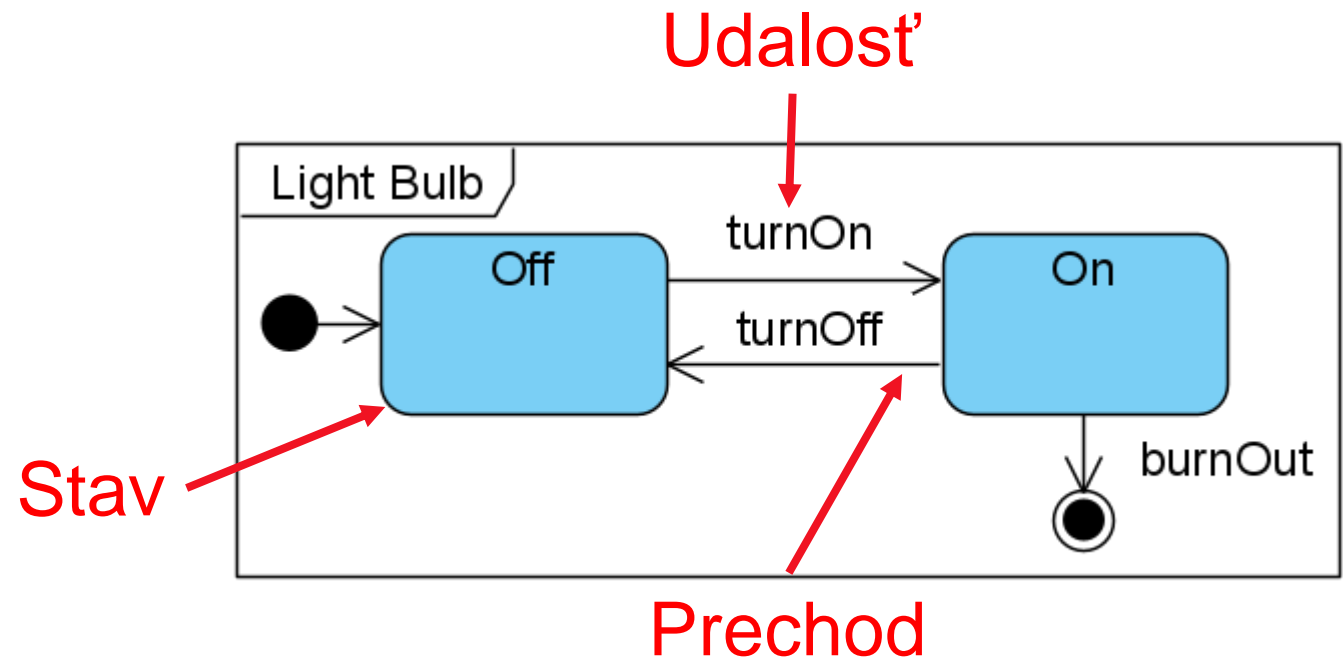 Udalosť
Light Bulb
turnOn
Off
On
turnOff
burnOut
Stav
Prechod